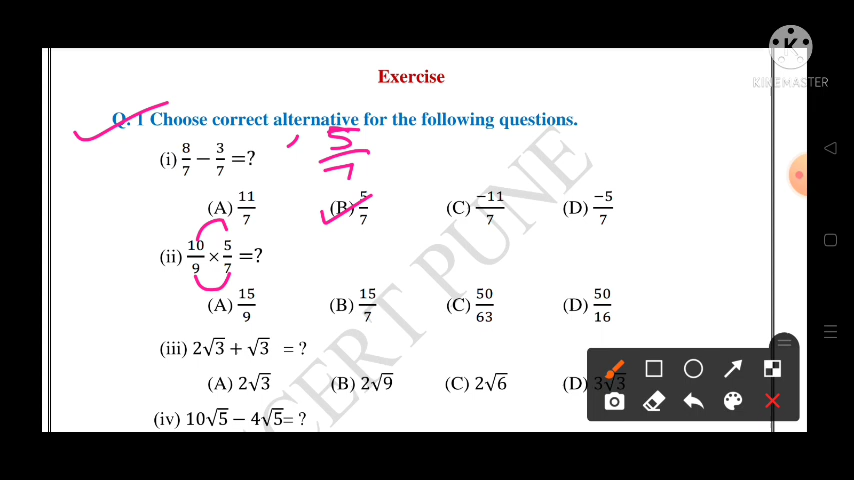 KINEMASTER
Exercise
Q. 1 Choose correct alternative for the following questions.
(i) 8/7 − 3/7 =? , 5/7
(A) 11/7 (B) 5/7 (C) −11/7 (D) −5/7
(ii) 10/9 × 5/7 =?
(A) 15/9 (B) 15/7 (C) 50/63 (D) 50/16
(iii) 2√3 + √3 = ?
(A) 2√3 (B) 2√9 (C) 2√6 (D) 3√3
(iv) 10√5 − 4√5= ?
CERT PUNE